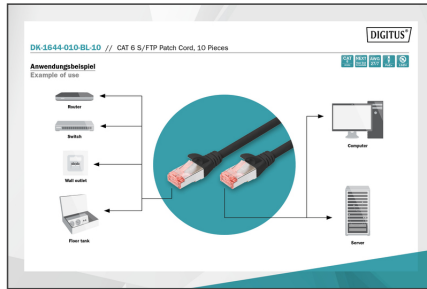 DIGITUS®
DK-1644-010-BL-10 // CAT 6 S/FTP Patch Cord, 10 Pieces
Anwendungsbeispiel
Example of use
Router
Switch
Wall outlet
Floor tank
Computer
Server